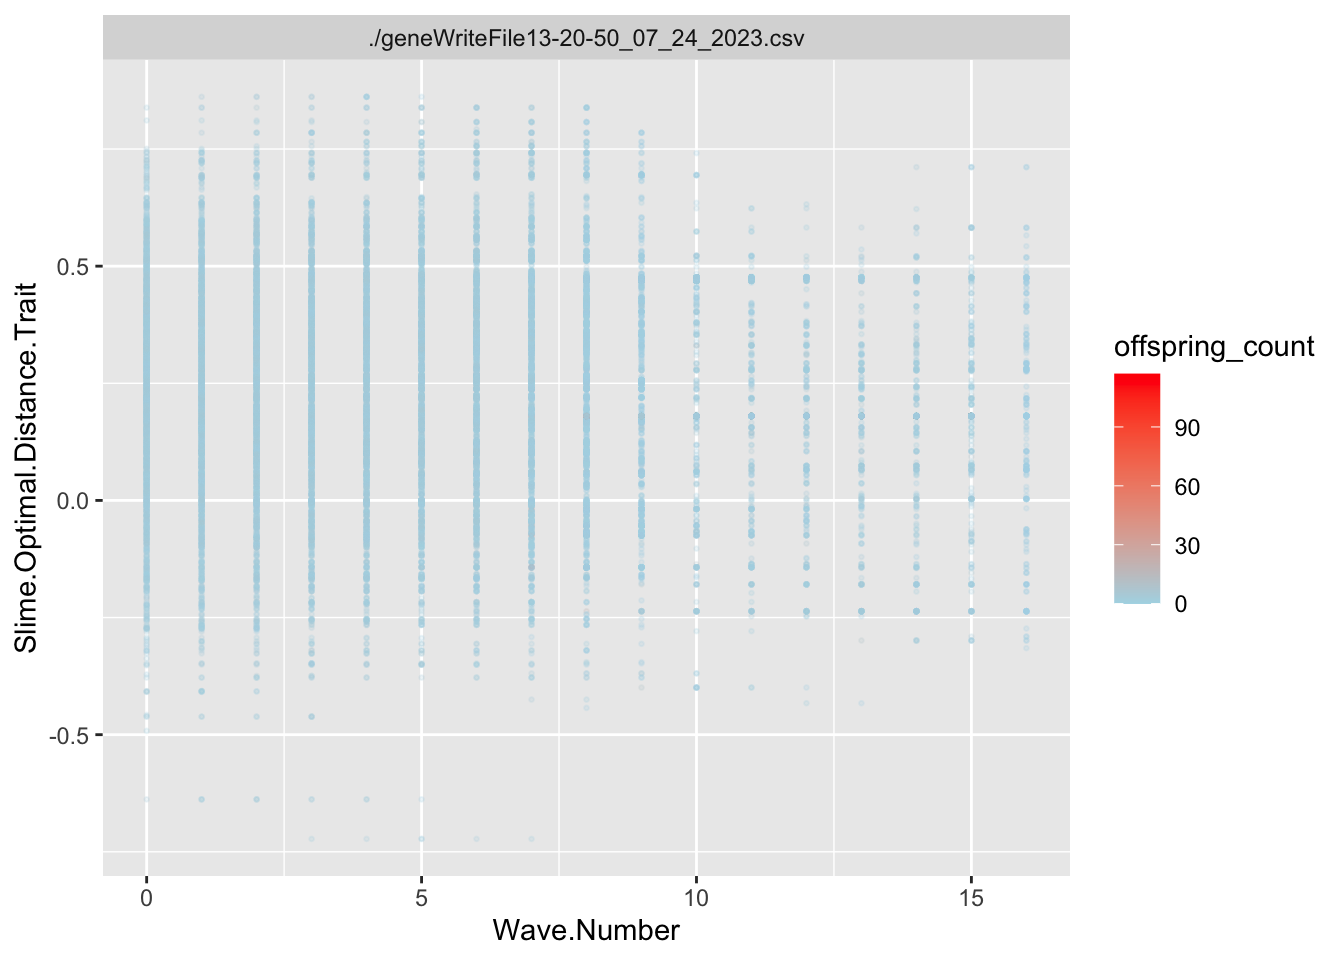 ./geneWriteFile13-20-50_07_24_2023.csv
Slime.Optimal.Distance.Trait
0.5
0.0
-0.5
0
5
10
15
Wave.Number
offspring_count
90
60
30
0